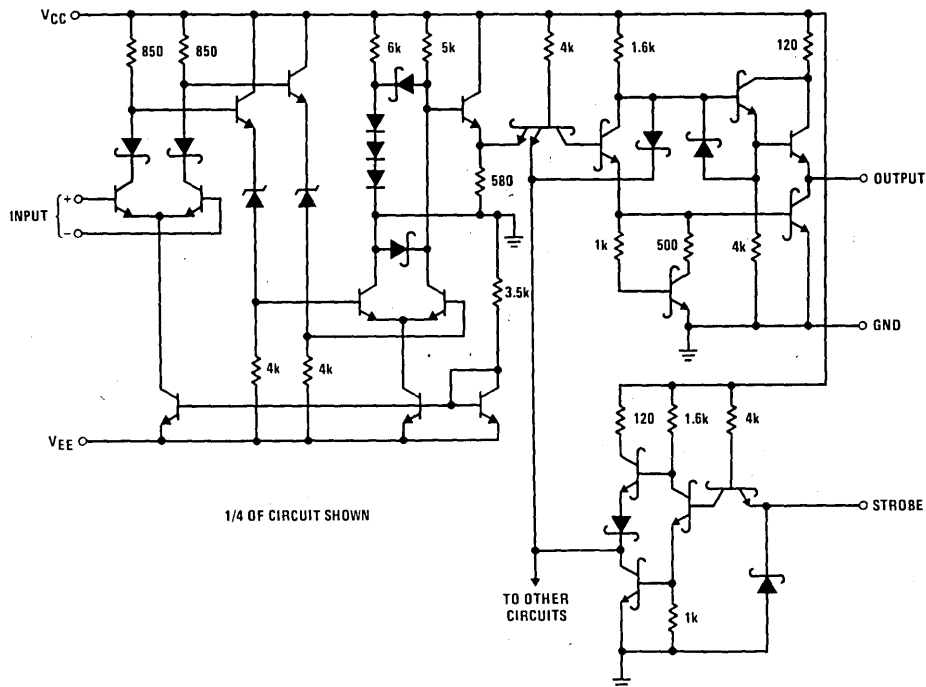 VCC
850
850
6k
5k
4k
1.6k
120
INPUT
+
−
580
OUTPUT
1k
500
4k
3.5k
GND
4k
4k
VEE
120
1.6k
4k
1/4 OF CIRCUIT SHOWN
STROBE
TO OTHER
CIRCUITS
1k